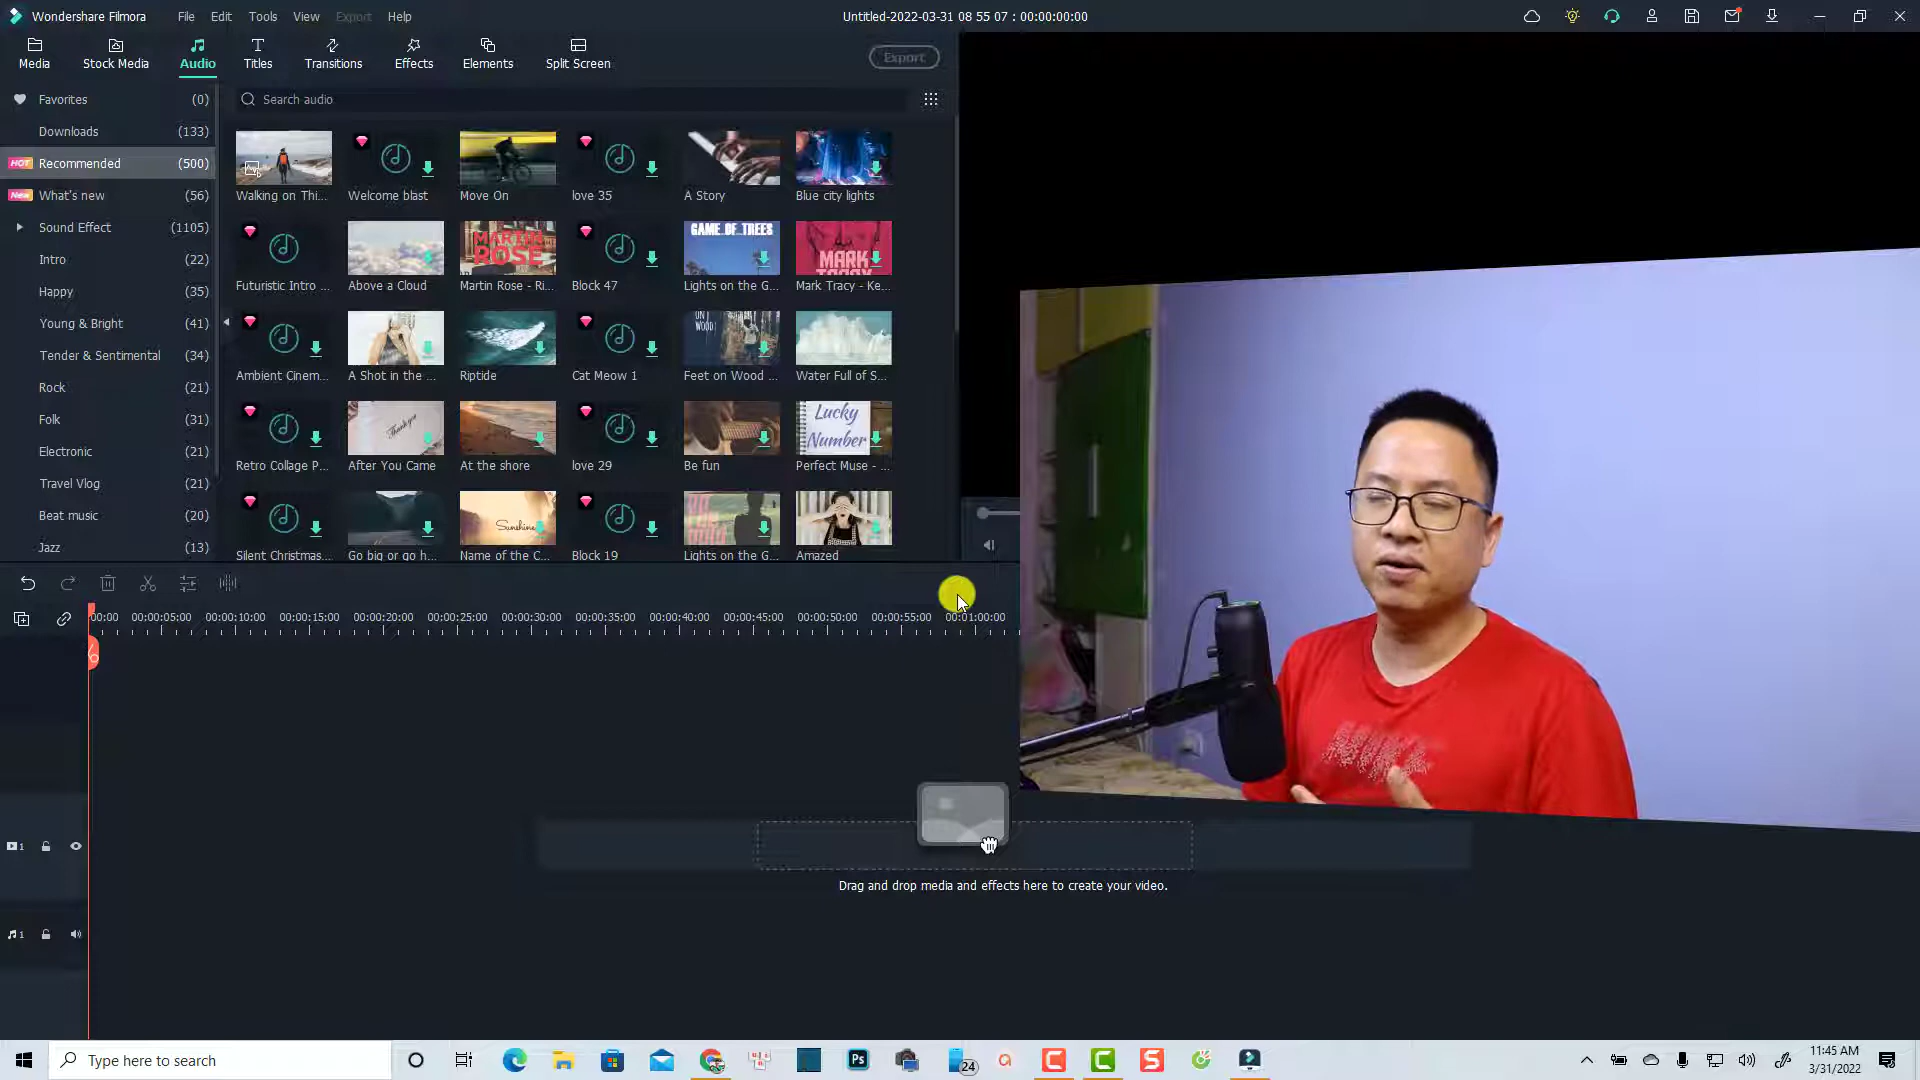 Wondershare Filmora File Edit Tools View Export Help Untitled-2022-03-31 08 55 07 : 00:00:00:00
Media Stock Media Audio Titles Transitions Effects Elements Split Screen Export
Favorites (0)
Downloads (133)
HOT Recommended (500)
New What's new (56)
Sound Effect (1105)
Intro (22)
Happy (35)
Young & Bright (41)
Tender & Sentimental (34)
Rock (21)
Folk (31)
Electronic (21)
Travel Vlog (21)
Beat music (20)
Jazz (13)
Search audio
Walking on Thi... Welcome blast Move On love 35 A Story Blue city lights
MARTIN ROSE GAME OF TREES MARK TRACY
Futuristic Intro ... Above a Cloud Martin Rose - Ri... Block 47 Lights on the G... Mark Tracy - Ke...
ON WOOD
Ambient Cinem... A Shot in the ... Riptide Cat Meow 1 Feet on Wood ... Water Full of S...
Thank you Lucky Number
Retro Collage P... After You Came At the shore love 29 Be fun Perfect Muse - ...
Sunshine
Silent Christmas... Go big or go h... Name of the C... Block 19 Lights on the G... Amazed
00:00 00:00:05:00 00:00:10:00 00:00:15:00 00:00:20:00 00:00:25:00 00:00:30:00 00:00:35:00 00:00:40:00 00:00:45:00 00:00:50:00 00:00:55:00 00:01:00:00
1
Drag and drop media and effects here to create your video.
1
Type here to search
Ps
24
11:45 AM
3/31/2022